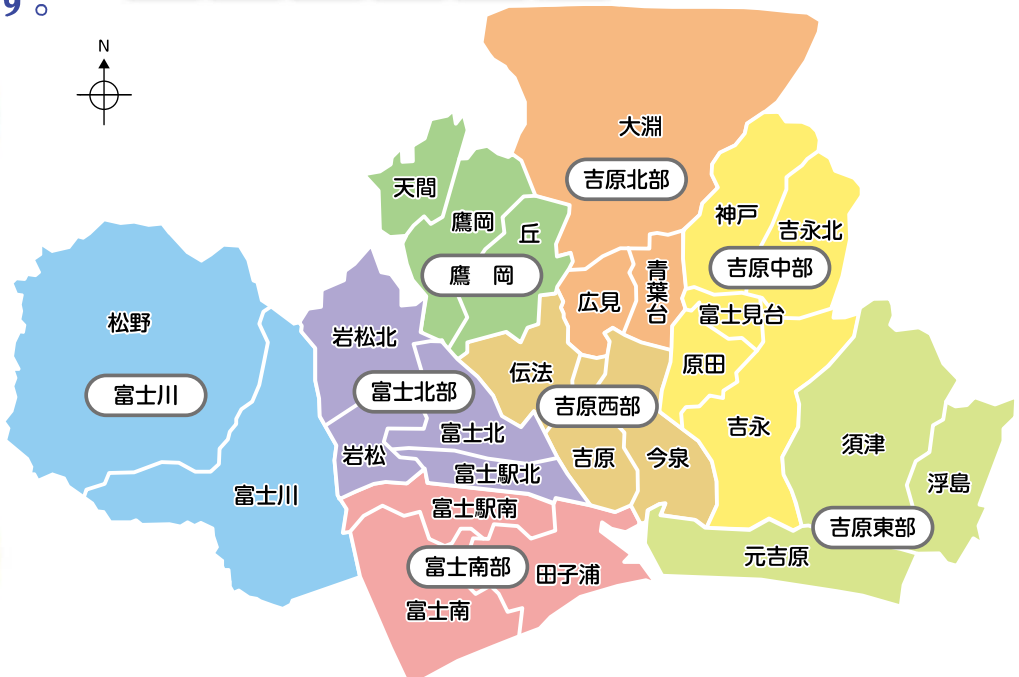 す。
N
大淵
吉原北部
天間
鷹岡
丘
鷹　岡
神戸
吉永北
吉原中部
青葉台
広見
富士見台
松野
富士川
富士川
岩松北
富士北部
富士北
岩松
富士駅北
伝法
吉原西部
吉原
今泉
原田
吉永
須津
浮島
吉原東部
元吉原
富士駅南
富士南部
田子浦
富士南